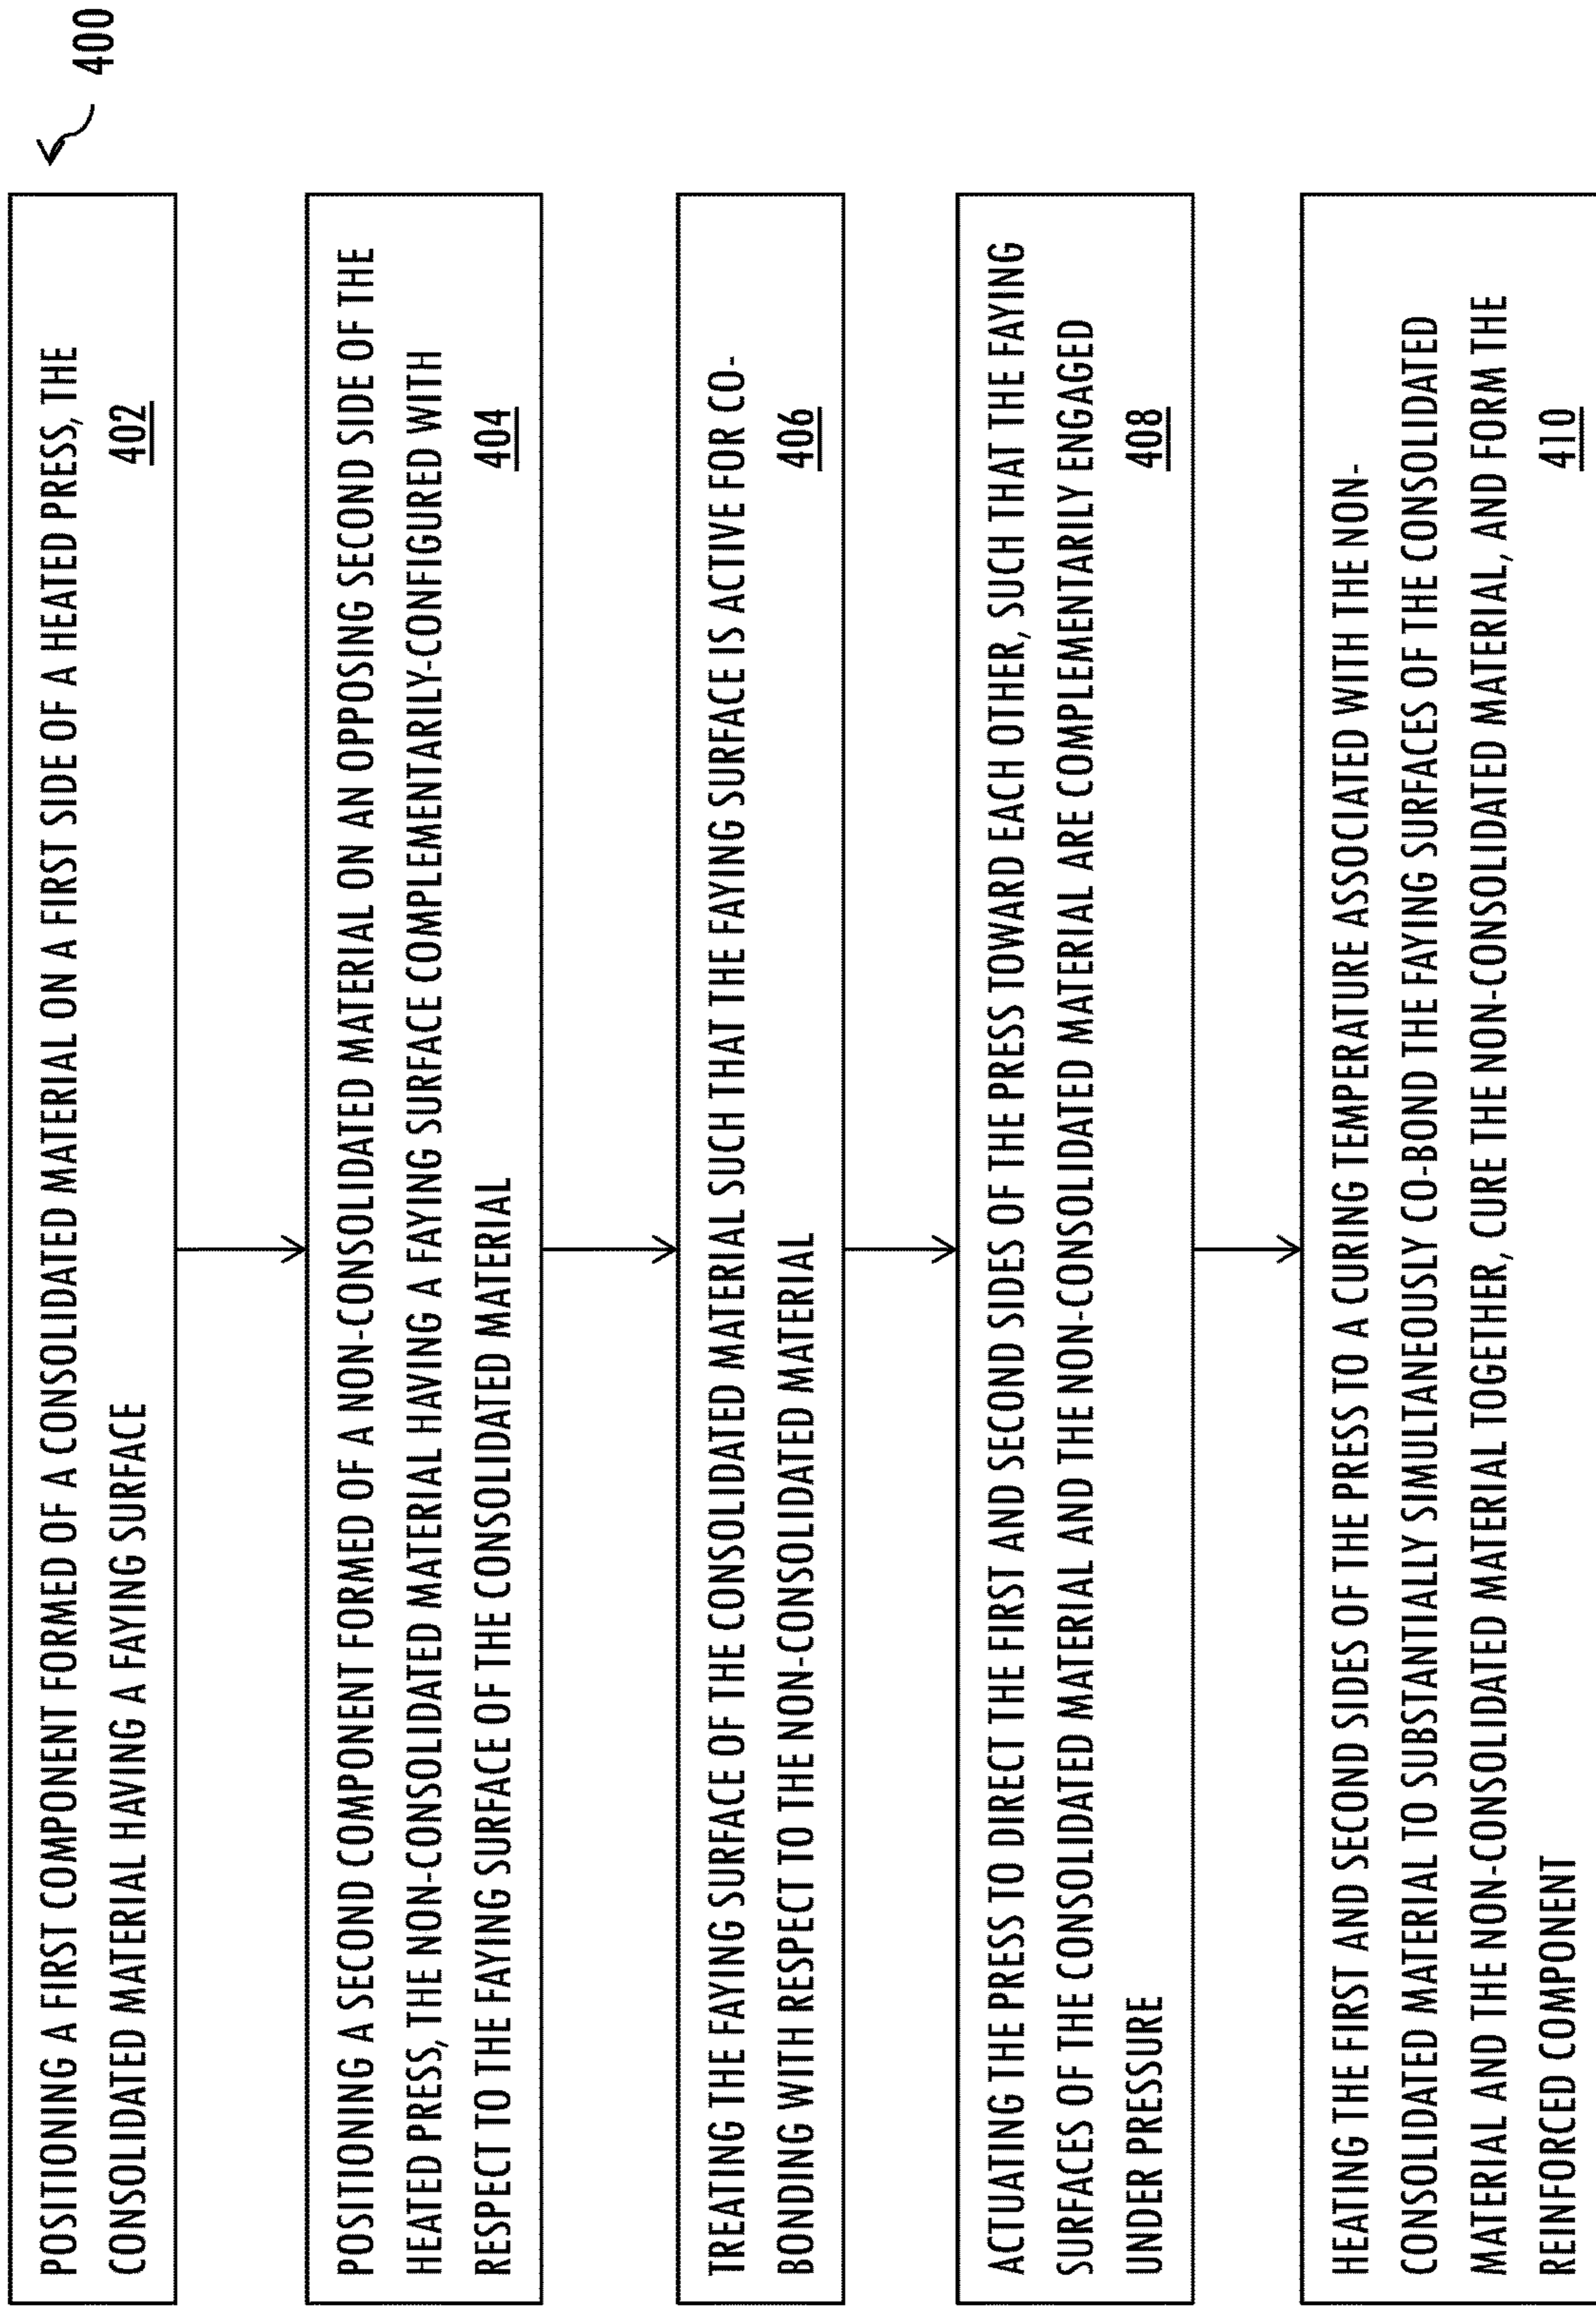 400
POSITIONING A FIRST COMPONENT FORMED OF A CONSOLIDATED MATERIAL ON A FIRST SIDE OF A HEATED PRESS, THE
CONSOLIDATED MATERIAL HAVING A FAYING SURFACE
402
POSITIONING A SECOND COMPONENT FORMED OF A NON-CONSOLIDATED MATERIAL ON AN OPPOSING SECOND SIDE OF THE
HEATED PRESS, THE NON-CONSOLIDATED MATERIAL HAVING A FAYING SURFACE COMPLEMENTARILY-CONFIGURED WITH
RESPECT TO THE FAYING SURFACE OF THE CONSOLIDATED MATERIAL
404
TREATING THE FAYING SURFACE OF THE CONSOLIDATED MATERIAL SUCH THAT THE FAYING SURFACE IS ACTIVE FOR CO-
BONDING WITH RESPECT TO THE NON-CONSOLIDATED MATERIAL
406
ACTUATING THE PRESS TO DIRECT THE FIRST AND SECOND SIDES OF THE PRESS TOWARD EACH OTHER, SUCH THAT THE FAYING
SURFACES OF THE CONSOLIDATED MATERIAL AND THE NON-CONSOLIDATED MATERIAL ARE COMPLEMENTARILY ENGAGED
UNDER PRESSURE
408
HEATING THE FIRST AND SECOND SIDES OF THE PRESS TO A CURING TEMPERATURE ASSOCIATED WITH THE NON-
CONSOLIDATED MATERIAL TO SUBSTANTIALLY SIMULTANEOUSLY CO-BOND THE FAYING SURFACES OF THE CONSOLIDATED
MATERIAL AND THE NON-CONSOLIDATED MATERIAL TOGETHER, CURE THE NON-CONSOLIDATED MATERIAL, AND FORM THE
REINFORCED COMPONENT
410